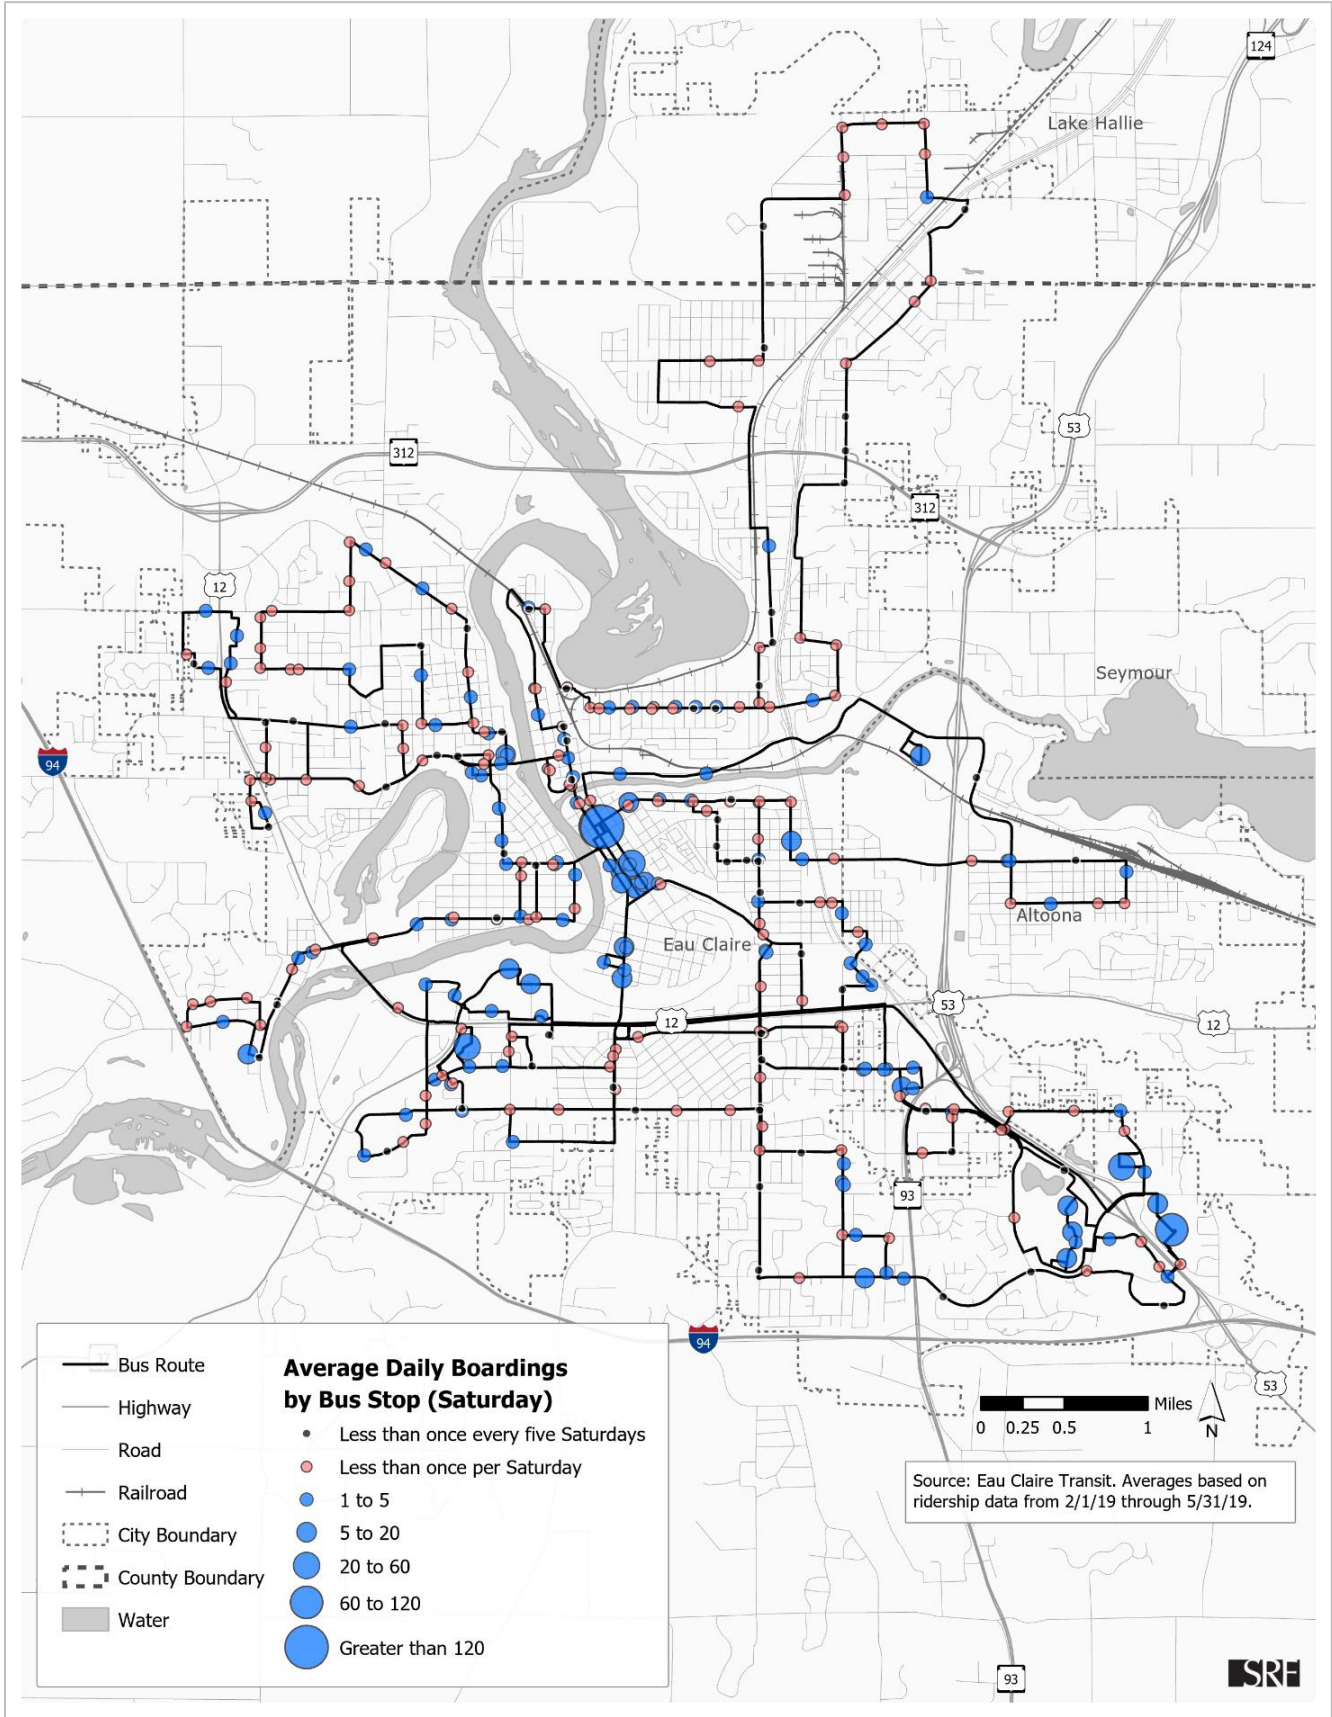 124
Lake Hallie
53
312
312
12
Seymour
94
Altoona
Eau Claire
53
12
12
93
94
53
Bus Route
Highway
Road
Railroad
City Boundary
County Boundary
Water
Average Daily Boardings
by Bus Stop (Saturday)
Less than once every five Saturdays
Less than once per Saturday
1 to 5
5 to 20
20 to 60
60 to 120
Greater than 120
Miles
0 0.25 0.5 1
N
Source: Eau Claire Transit. Averages based on
ridership data from 2/1/19 through 5/31/19.
93
SRF